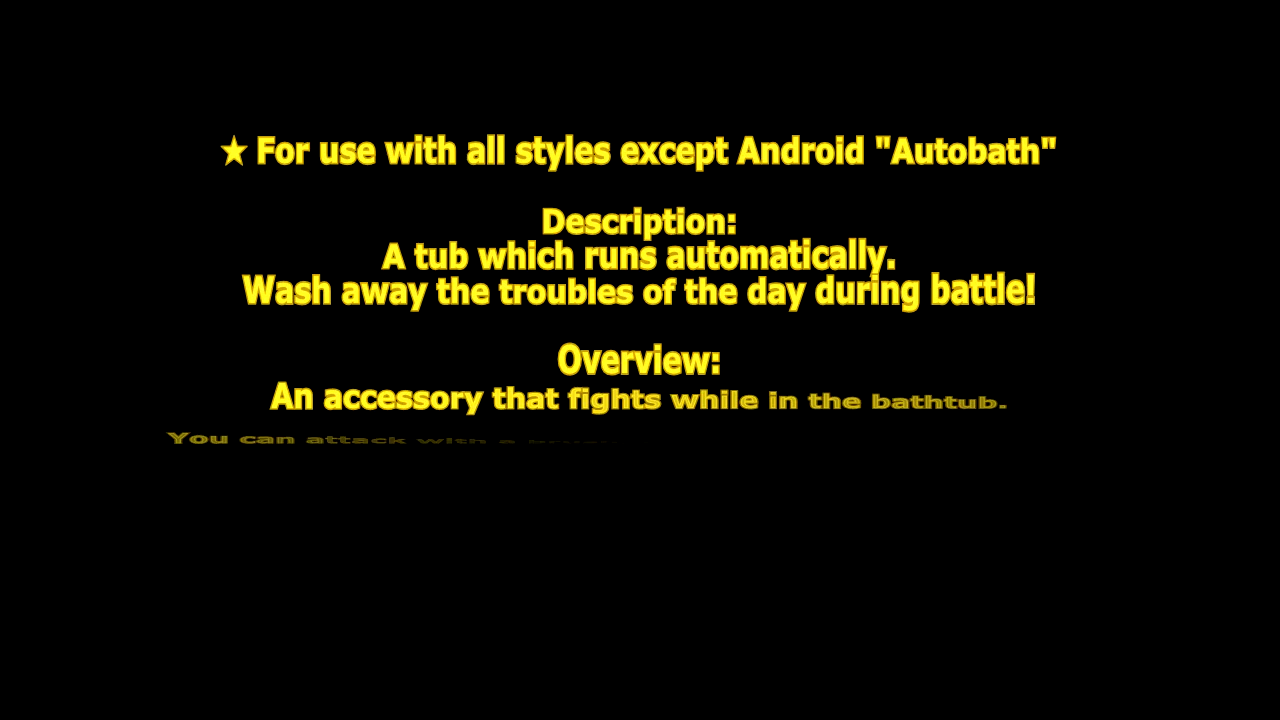 ★ For use with all styles except Android "Autobath"
Description:
A tub which runs automatically.
Wash away the troubles of the day during battle!
Overview:
An accessory that fights while in the bathtub.
You can attack with a